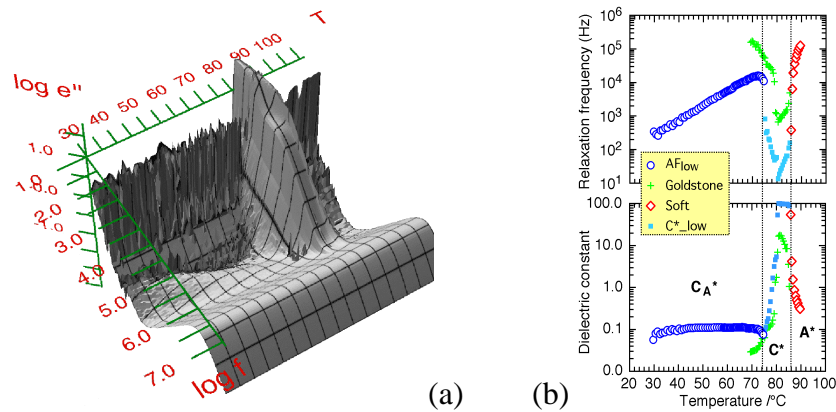 T
100
90
80
70
60
50
40
30
log e"
1.0
0
-1.0
1.0
2.0
3.0
4.0
5.0
6.0
7.0
log f
(a)
(b)
Relaxation frequency (Hz)
10^6
10^5
10^4
10^3
10^2
10^1
AF_low
Goldstone
Soft
C*_low
Dielectric constant
100.0
10.0
1.0
0.1
0.0
C_A*
C*
A*
20 30 40 50 60 70 80 90 100
Temperature /°C